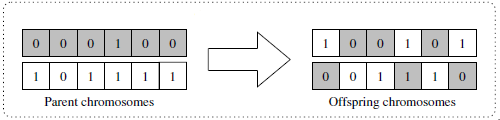 0 0 0 1 0 0
1 0 1 1 1 1
Parent chromosomes
1 0 0 1 0 1
0 0 1 1 1 0
Offspring chromosomes